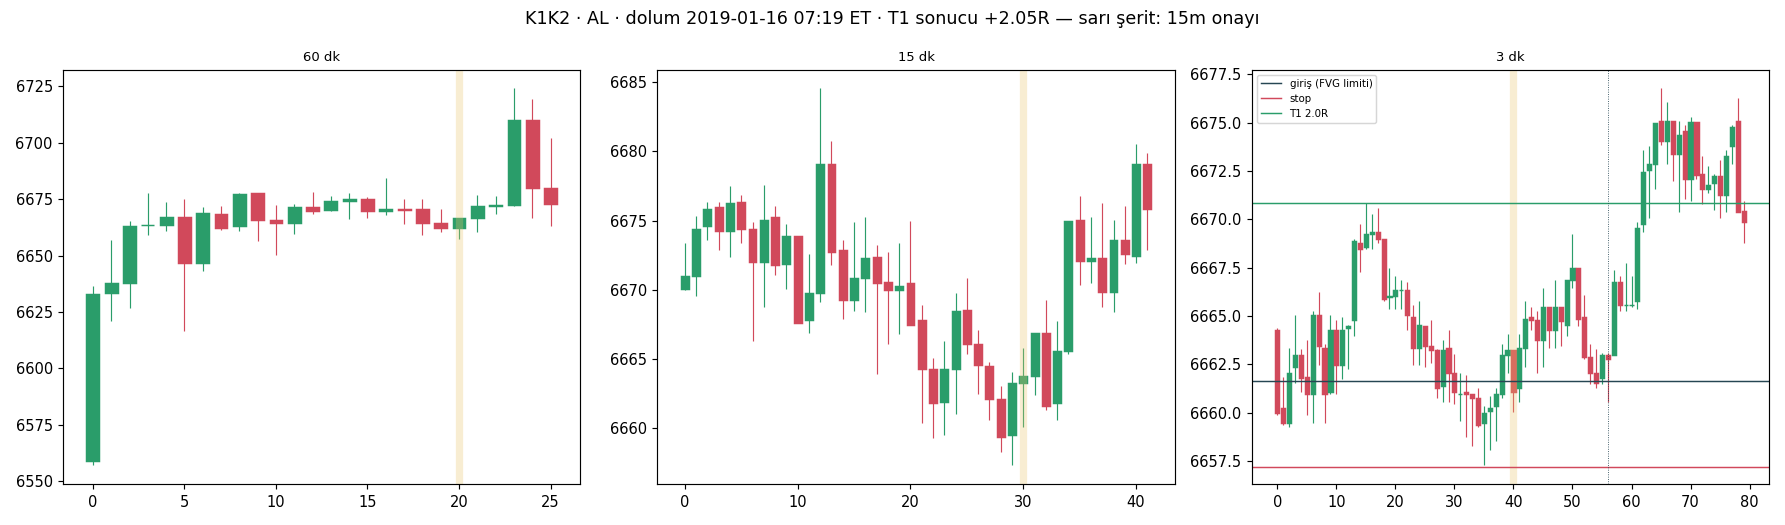 K1K2 · AL · dolum 2019-01-16 07:19 ET · T1 sonucu +2.05R — sarı şerit: 15m onayı
60 dk
6725
6700
6675
6650
6625
6600
6575
6550
0 5 10 15 20 25
15 dk
6685
6680
6675
6670
6665
6660
0 10 20 30 40
3 dk
giriş (FVG limiti)
stop
T1 2.0R
6677.5
6675.0
6672.5
6670.0
6667.5
6665.0
6662.5
6660.0
6657.5
0 10 20 30 40 50 60 70 80